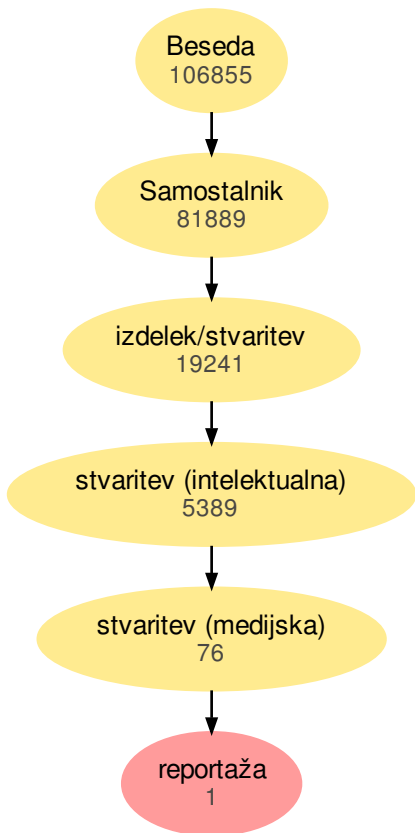 Beseda
106855
Samostalnik
81889
izdelek/stvaritev
19241
stvaritev (intelektualna)
5389
stvaritev (medijska)
76
reportaža
1